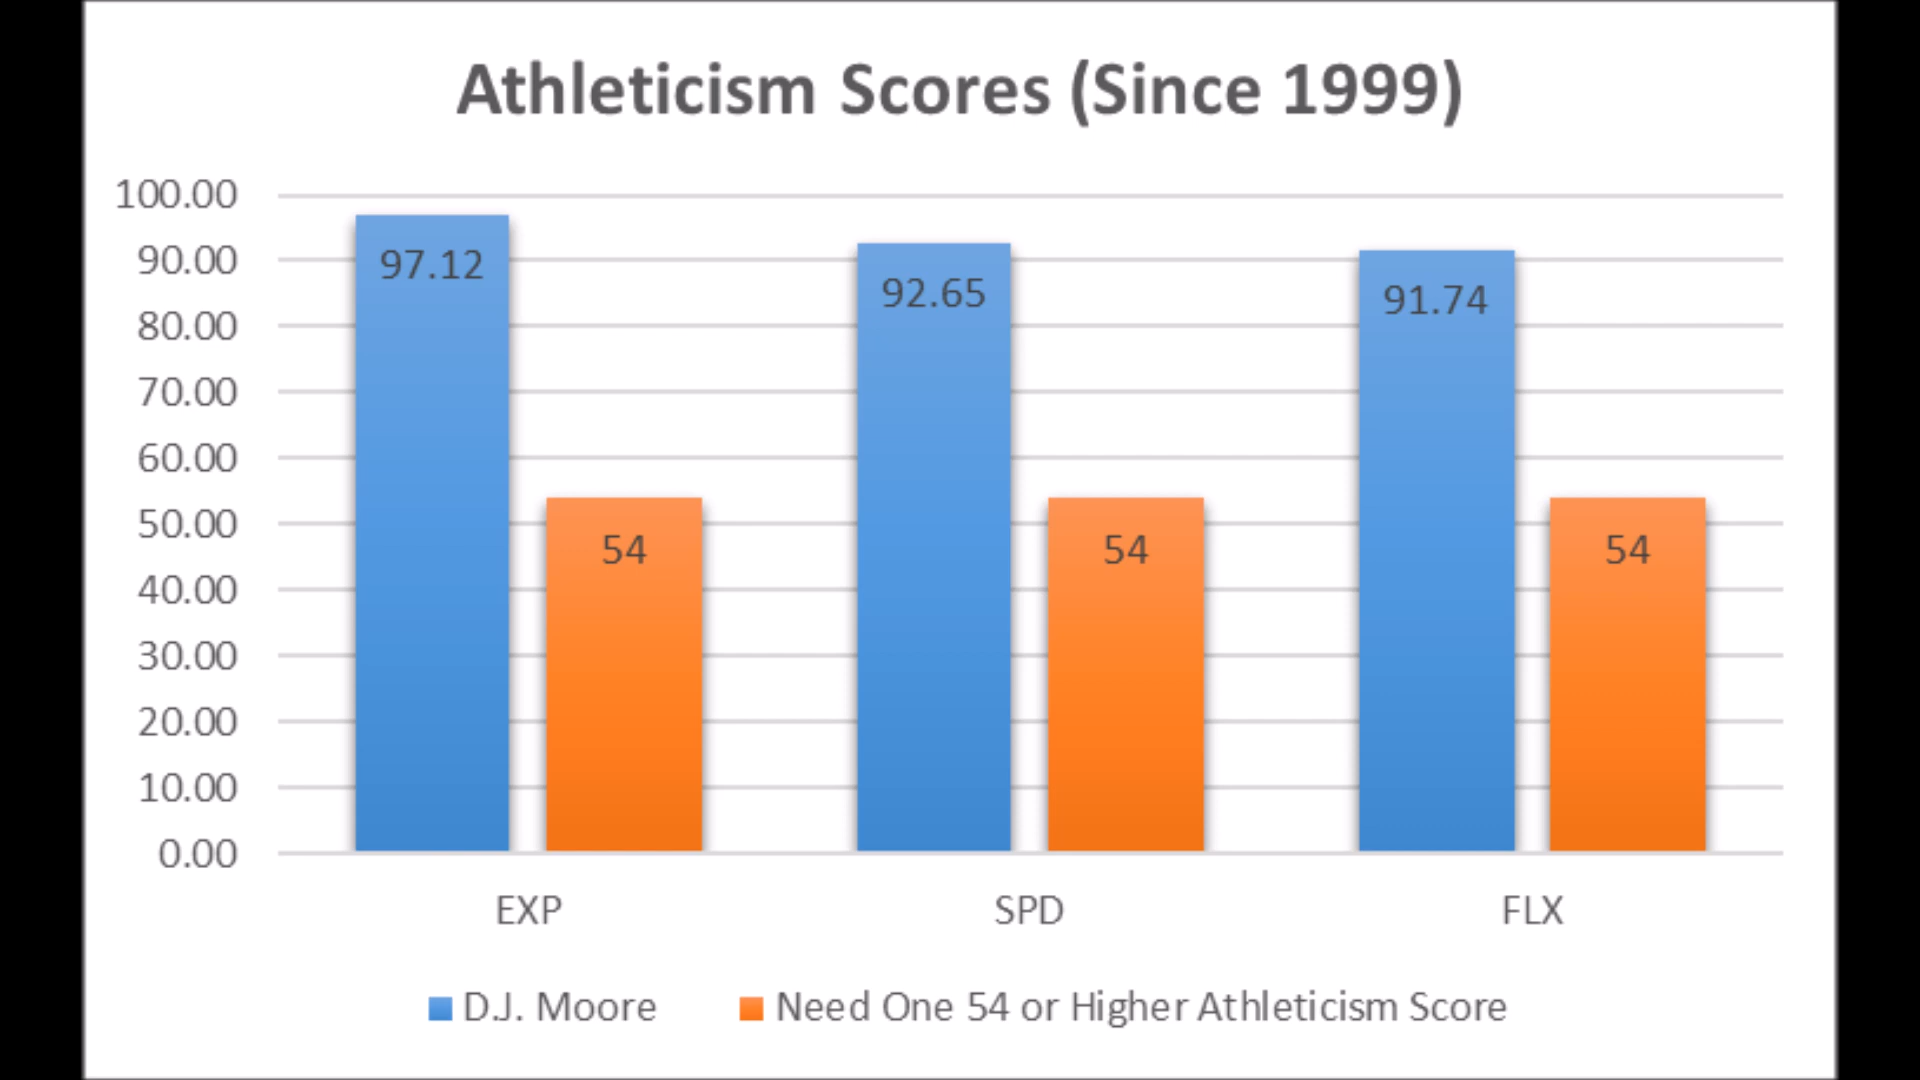 Athleticism Scores (Since 1999)
100.00
90.00
80.00
70.00
60.00
50.00
40.00
30.00
20.00
10.00
0.00
97.12
54
92.65
54
91.74
54
EXP
SPD
FLX
D.J. Moore
Need One 54 or Higher Athleticism Score